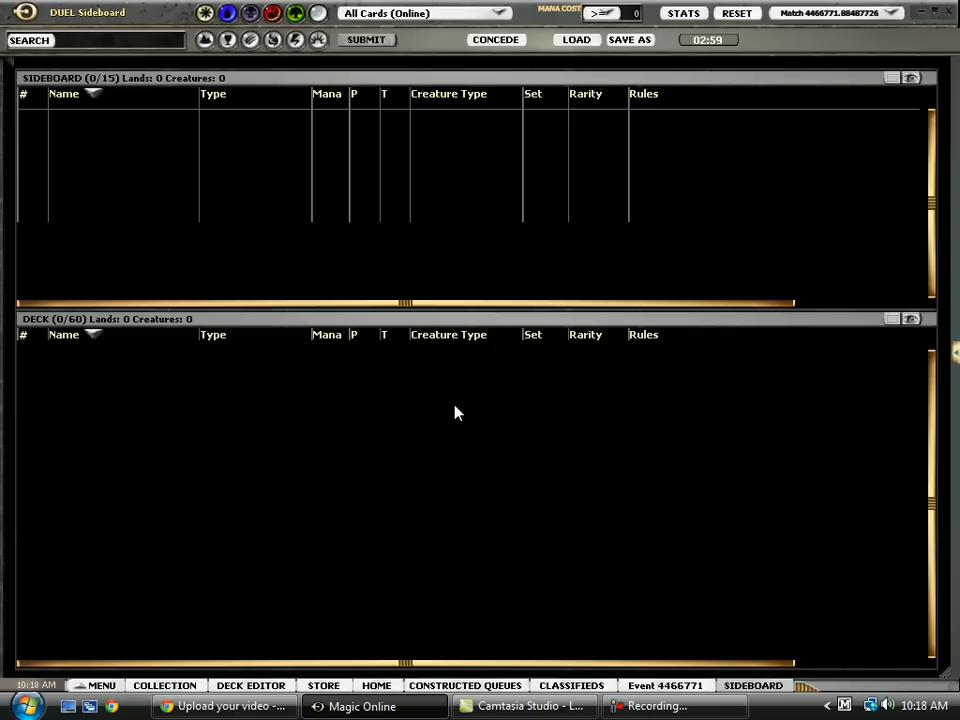 DUEL Sideboard All Cards (Online) MANA COST >= 0 STATS RESET Match 4466771.88487726
SEARCH SUBMIT CONCEDE LOAD SAVE AS 02:59
SIDEBOARD (0/15) Lands: 0 Creatures: 0
# Name Type Mana P T Creature Type Set Rarity Rules
DECK (0/60) Lands: 0 Creatures: 0
# Name Type Mana P T Creature Type Set Rarity Rules
10:18 AM MENU COLLECTION DECK EDITOR STORE HOME CONSTRUCTED QUEUES CLASSIFIEDS Event 4466771 SIDEBOARD
Upload your video -... Magic Online Camtasia Studio - L... Recording... M 10:18 AM